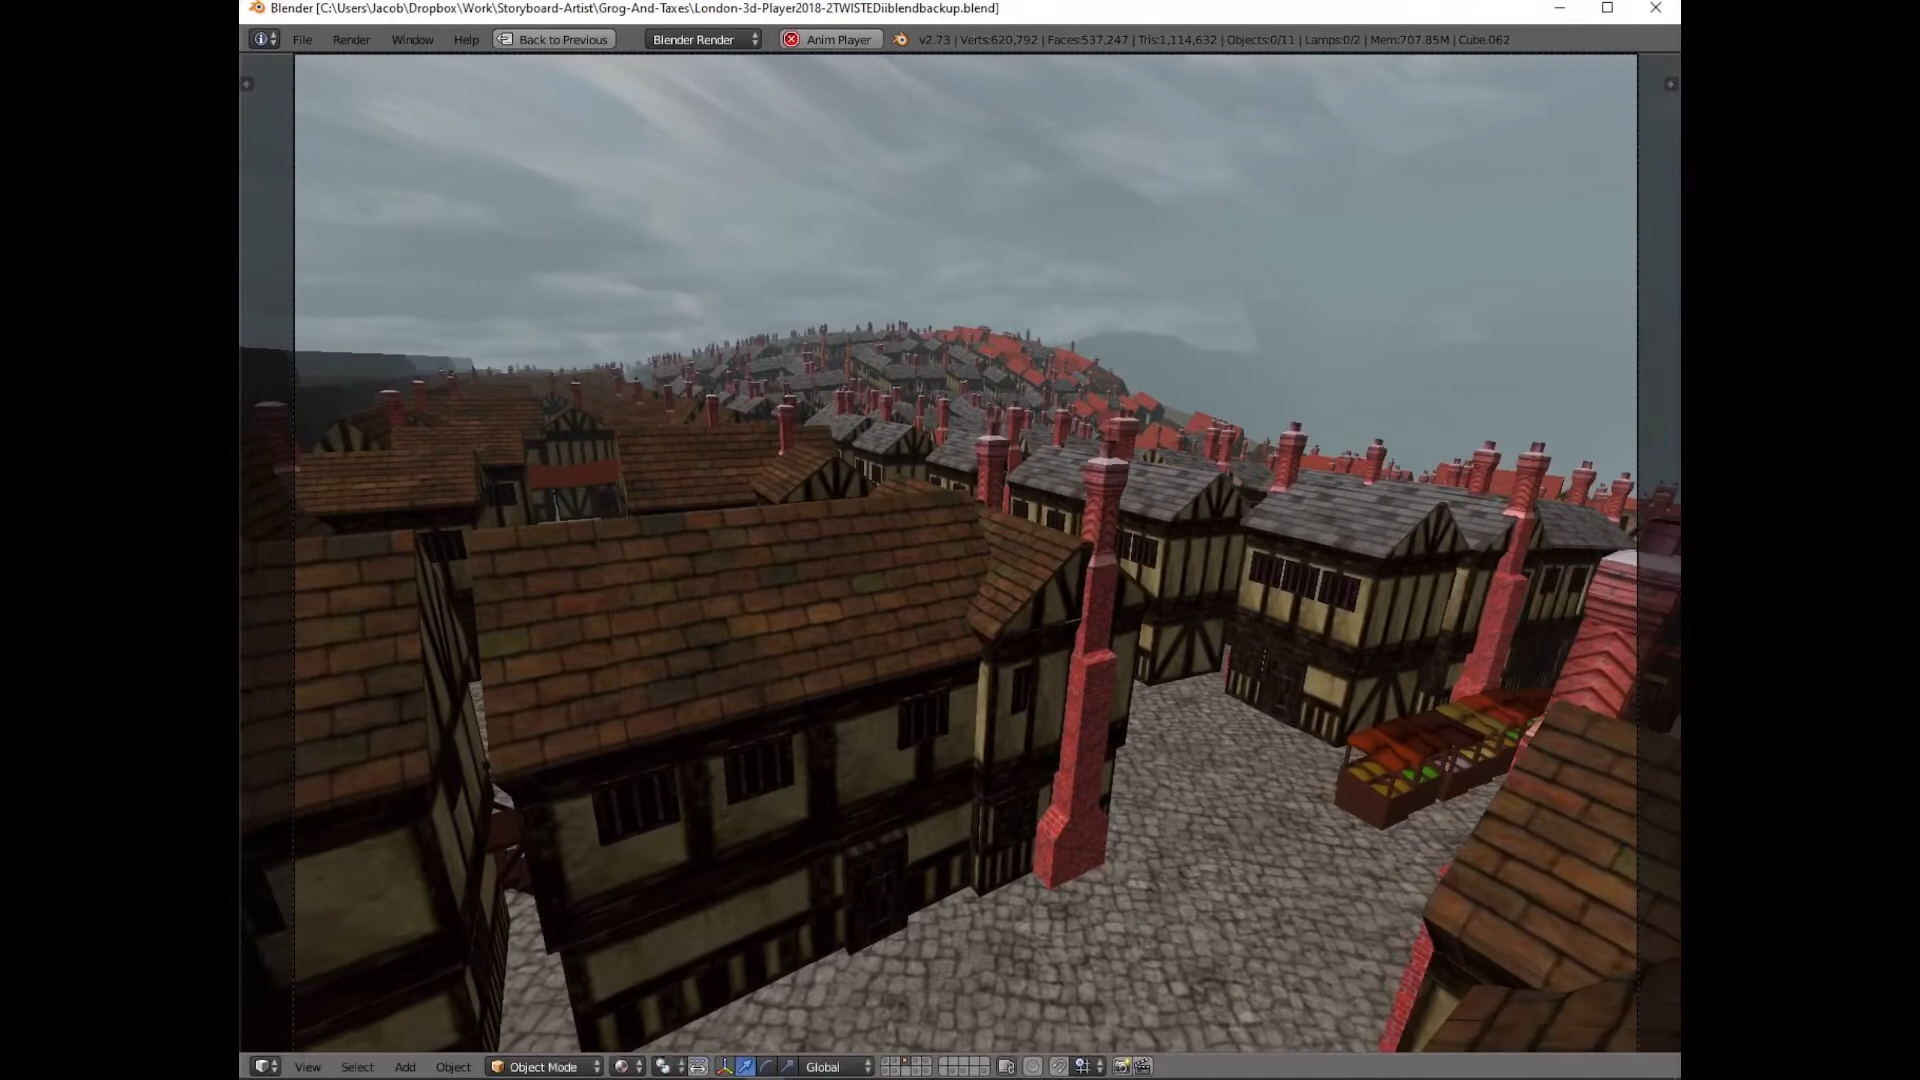 Blender [C:\Users\Jacob\Dropbox\Work\Storyboard-Artist\Grog-And-Taxes\London-3d-Player2018-2TWISTEDiiblendbackup.blend]
File Render Window Help Back to Previous Blender Render Anim Player v2.73 | Verts:620,792 | Faces:537,247 | Tris:1,114,632 | Objects:0/11 | Lamps:0/2 | Mem:707.85M | Cube.062
View Select Add Object Object Mode Global